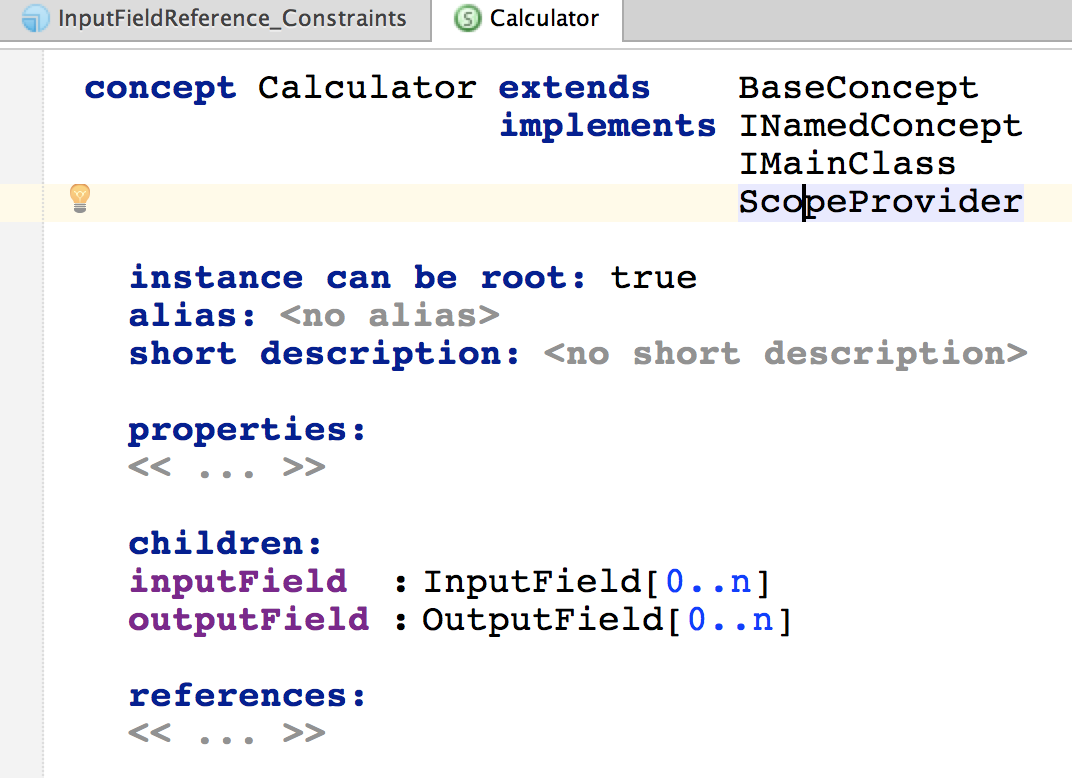 InputFieldReference_Constraints
S Calculator
concept Calculator extends BaseConcept
implements INamedConcept
IMainClass
ScopeProvider
instance can be root: true
alias: <no alias>
short description: <no short description>
properties:
<< ... >>
children:
inputField : InputField[0..n]
outputField : OutputField[0..n]
references:
<< ... >>